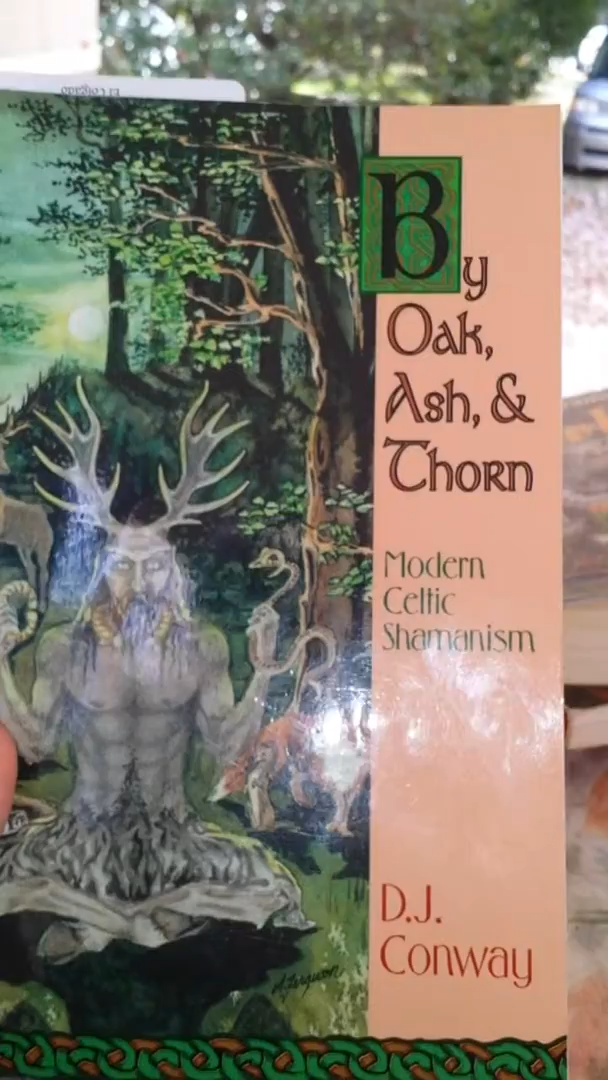 By
Oak,
Ash, &
Thorn
Modern
Celtic
Shamanism
D.J.
Conway